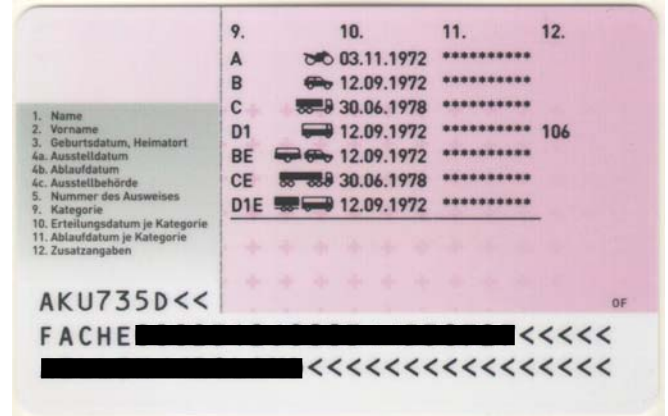 9. 10. 11. 12.
A 03.11.1972 **********
B 12.09.1972 **********
C 30.06.1978 **********
D1 12.09.1972 ********** 106
BE 12.09.1972 **********
CE 30.06.1978 **********
D1E 12.09.1972 **********
1. Name
2. Vorname
3. Geburtsdatum, Heimatort
4a. Ausstelldatum
4b. Ablaufdatum
4c. Ausstellbehörde
5. Nummer des Ausweises
9. Kategorie
10. Erteilungsdatum je Kategorie
11. Ablaufdatum je Kategorie
12. Zusatzangaben
AKU735D<<
OF
FACHE <<<<<
<<<<<<<<<<<<<<<<